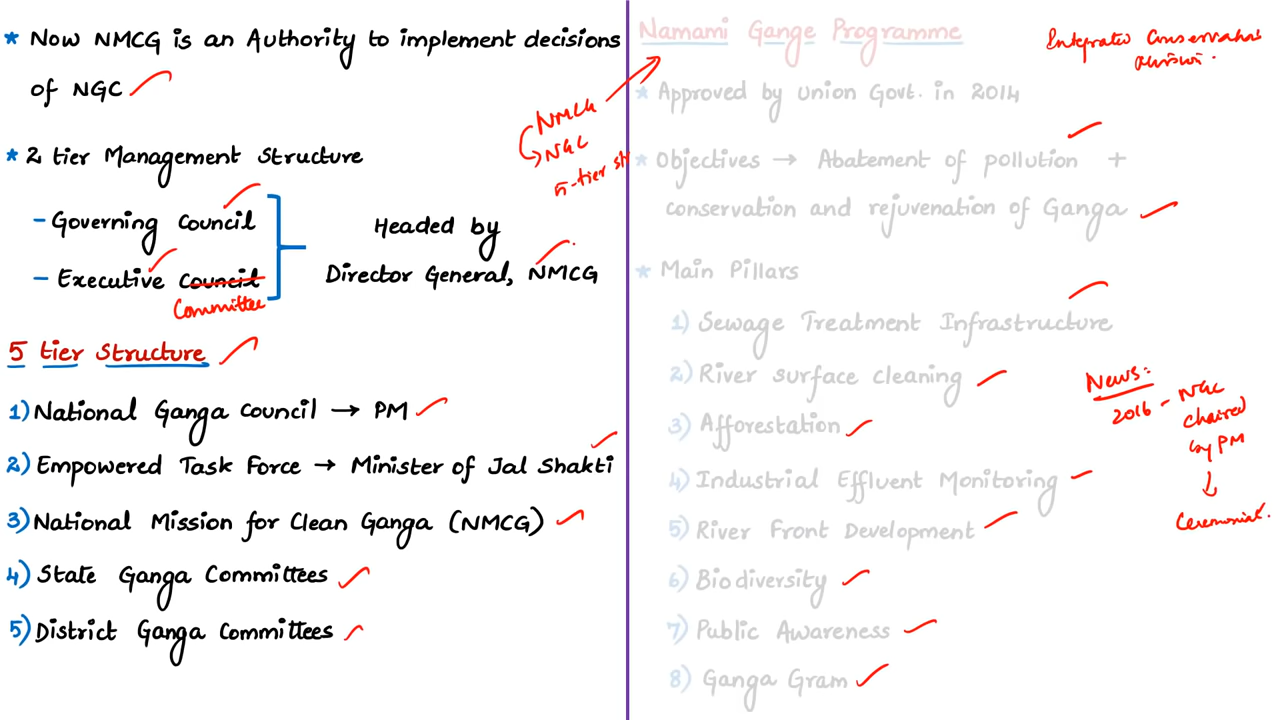 * Now NMCG is an Authority to implement decisions
of NGC
* 2 tier Management Structure
- Governing Council
- Executive Council
Committee
Headed by
Director General, NMCG
5 tier Structure
1) National Ganga Council → PM
2) Empowered Task Force → Minister of Jal Shakti
3) National Mission for Clean Ganga (NMCG)
4) State Ganga Committees
5) District Ganga Committees
NMCG
NGC
5-tier st
Namami Gange Programme
Integrated Conservation
* Approved by Union Govt. in 2014
* Objectives → Abatement of pollution +
conservation and rejuvenation of Ganga
* Main Pillars
1) Sewage Treatment Infrastructure
2) River surface cleaning
3) Afforestation
4) Industrial Effluent Monitoring
5) River Front Development
6) Biodiversity
7) Public Awareness
8) Ganga Gram
News:
2016 - NGC
chaired
by PM
↓
Ceremonial.